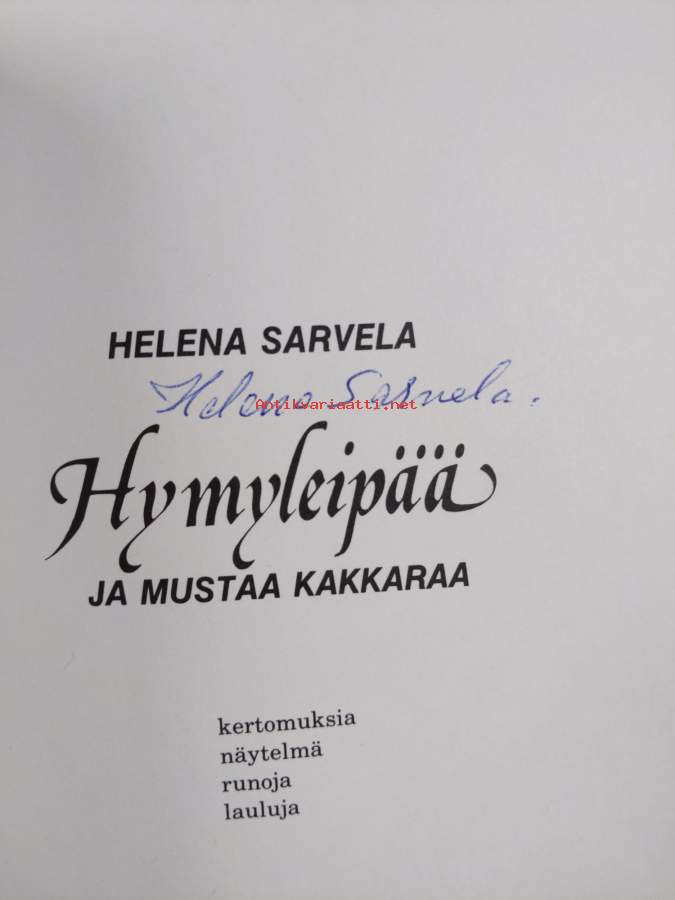 HELENA SARVELA
Helena Sarvela.
Antikvariaatti.net
Hymyleipää
JA MUSTAA KAKKARAA
kertomuksia
näytelmä
runoja
lauluja